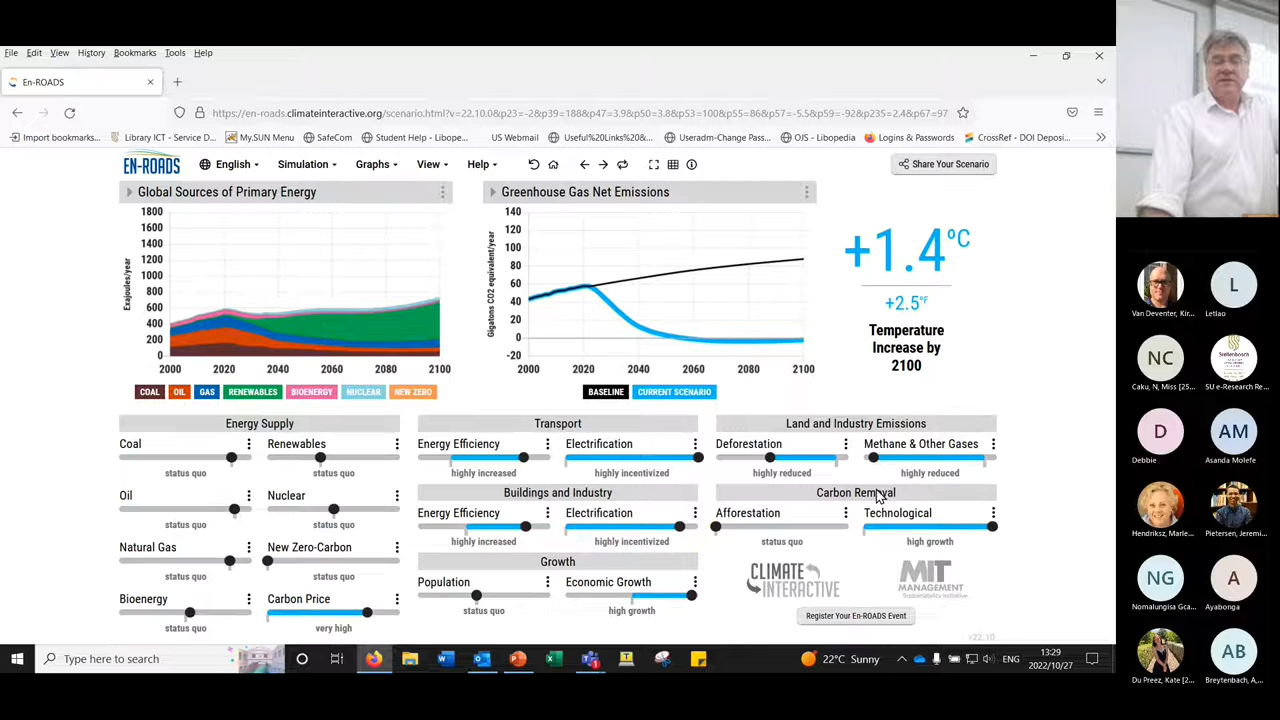 File Edit View History Bookmarks Tools Help
En-ROADS
https://en-roads.climateinteractive.org/scenario.html?v=22.10.0&p23=-2&p39=1888&p47=3.9&p50=3.8&p53=100&p55=86&p57=-5.5&p59=-92&p235=2.4&p67=97
Import bookmarks... Library ICT - Service D... My.SUN Menu SafeCom Student Help - Libope... US Webmail Useful%20Links%20&... Useradm-Change Pas... OJS - Libopedia Logins & Passwords CrossRef - DOI Deposi...
EN-ROADS English Simulation Graphs View Help Share Your Scenario
Global Sources of Primary Energy
Exajoules/year
1800
1600
1400
1200
1000
800
600
400
200
0
2000 2020 2040 2060 2080 2100
COAL OIL GAS RENEWABLES BIOENERGY NUCLEAR NEW ZERO
Greenhouse Gas Net Emissions
Gigatons CO2 equivalent/year
140
120
100
80
60
40
20
0
-20
2000 2020 2040 2060 2080 2100
BASELINE CURRENT SCENARIO
+1.4°C
+2.5°F
Temperature
Increase by
2100
Energy Supply
Coal Renewables
status quo status quo
Oil Nuclear
status quo status quo
Natural Gas New Zero-Carbon
status quo status quo
Bioenergy Carbon Price
status quo very high
Transport
Energy Efficiency Electrification
highly increased highly incentivized
Buildings and Industry
Energy Efficiency Electrification
highly increased highly incentivized
Growth
Population Economic Growth
status quo high growth
Land and Industry Emissions
Deforestation Methane & Other Gases
highly reduced highly reduced
Carbon Removal
Afforestation Technological
status quo high growth
CLIMATE
INTERACTIVE
MIT
MANAGEMENT
Register Your En-ROADS Event
v22.10
Type here to search
22°C Sunny
ENG
13:29
2022/10/27
Van Deventer, Kir...
L
Letlao
NC
Caku, N, Miss [25...
Stellenbosch
SU e-Research Re...
D
Debbie
AM
Asanda Molefe
Hendriksz, Marle...
Pietersen, Jeremi...
NG
Nomalungisa Gca...
A
Ayabonga
Du Preez, Kate [2...
AB
Breytenbach, A,...